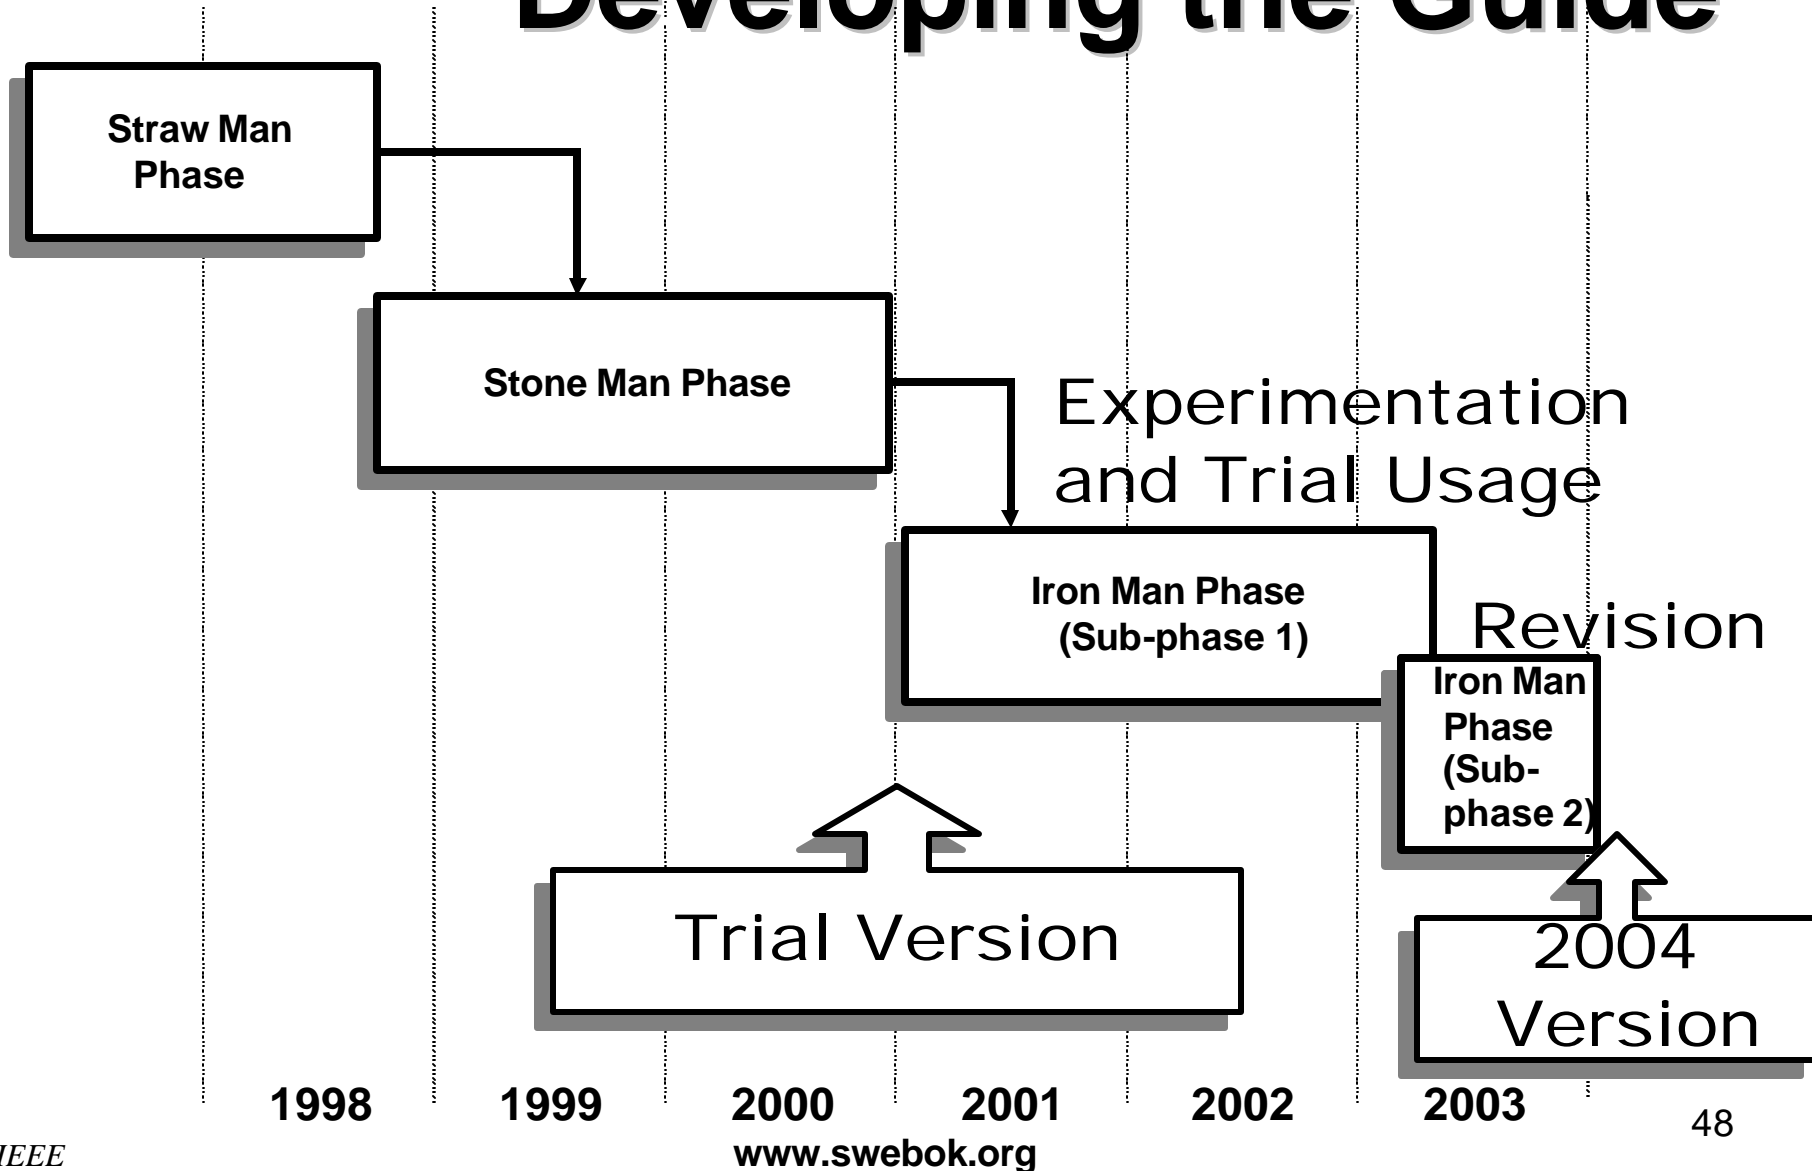 Developing the Guide
Straw Man
Phase
Stone Man Phase
Experimentation
and Trial Usage
Iron Man Phase
(Sub-phase 1)
Revision
Iron Man
Phase
(Sub-
phase 2)
Trial Version
2004
Version
1998 1999 2000 2001 2002 2003
48
IEEE
www.swebok.org